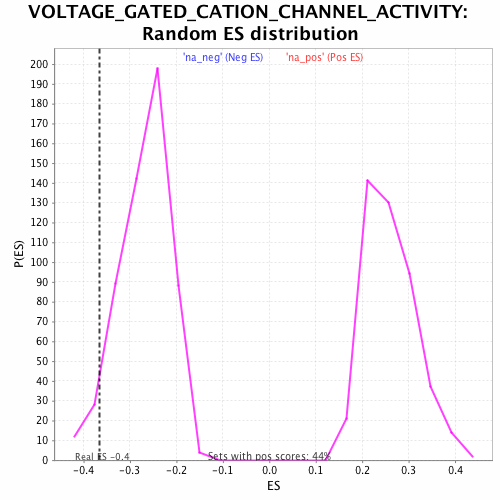 VOLTAGE_GATED_CATION_CHANNEL_ACTIVITY:
Random ES distribution
'na_neg' (Neg ES) 'na_pos' (Pos ES)
200
190
180
170
160
150
140
130
120
110
100
90
80
70
60
50
40
30
20
10
0
P(ES)
Real ES -0.4
Sets with pos scores: 44%
-0.4 -0.3 -0.2 -0.1 0.0 0.1 0.2 0.3 0.4
ES